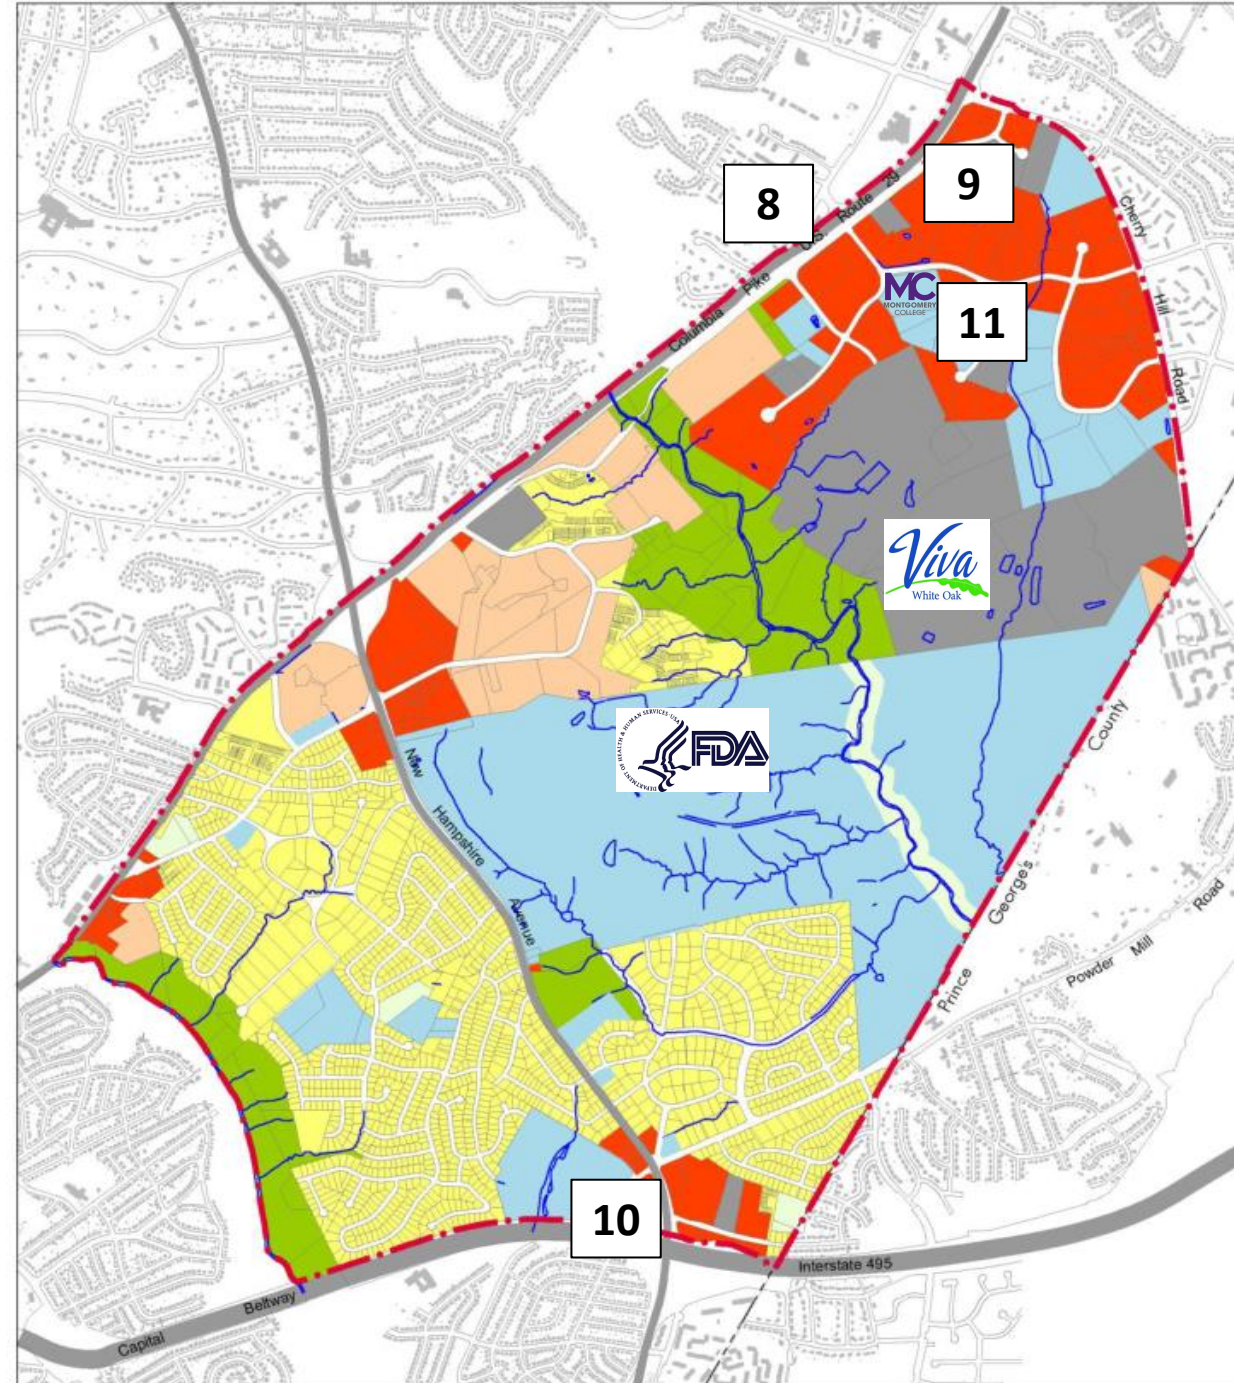 8
9
U.S. Route 29
Cherry
Hill
Road
Columbia
Pike
MC
MONTGOMERY
COLLEGE
11
Viva
White Oak
DEPARTMENT OF HEALTH & HUMAN SERVICES · USA
FDA
New
Hampshire
Avenue
Prince
George's
County
Powder Mill Road
10
Interstate 495
Capital
Beltway